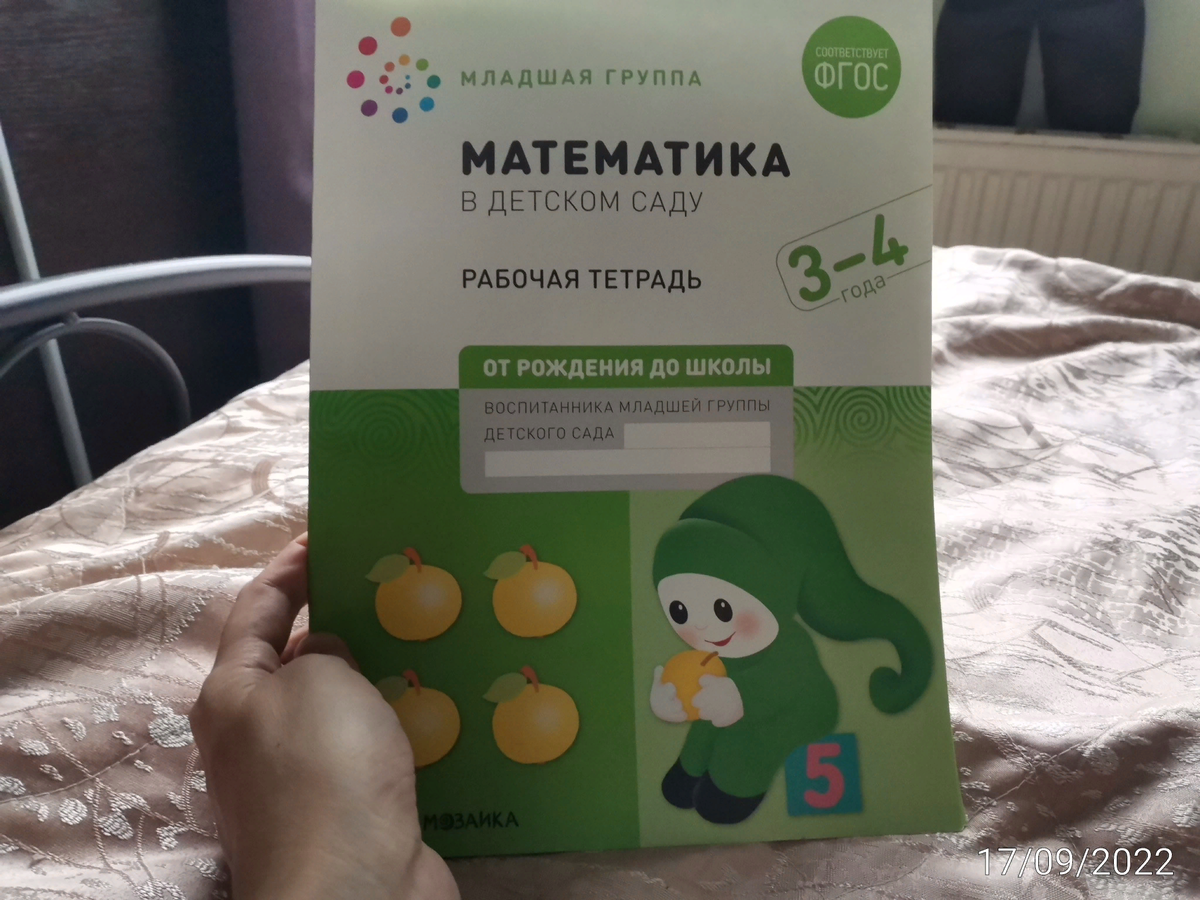 МЛАДШАЯ ГРУППА
СООТВЕТСТВУЕТ
ФГОС
МАТЕМАТИКА
В ДЕТСКОМ САДУ
3–4
года
РАБОЧАЯ ТЕТРАДЬ
ОТ РОЖДЕНИЯ ДО ШКОЛЫ
ВОСПИТАННИКА МЛАДШЕЙ ГРУППЫ
ДЕТСКОГО САДА
5
МОЗАИКА
17/09/2022